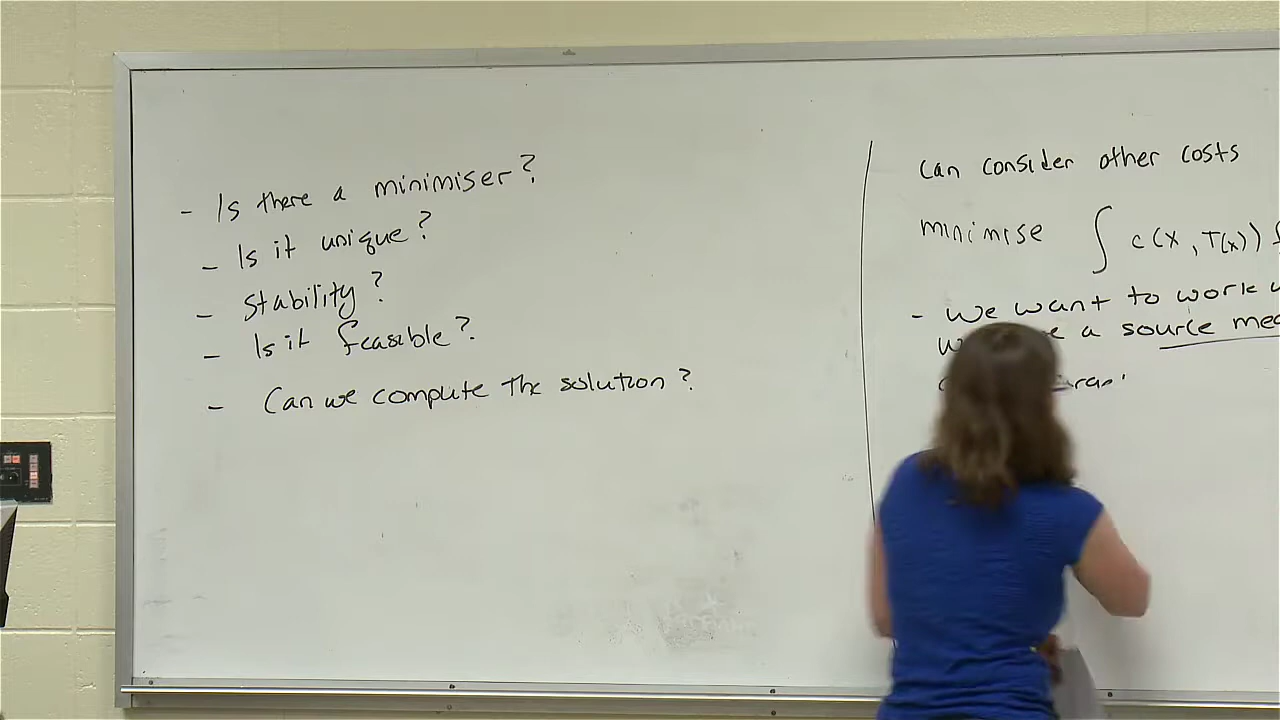 - Is there a minimiser?
- Is it unique?
- Stability?
- Is it feasible?
- Can we compute the solution?
Can consider other costs
minimise ∫ c(x, T(x))
- we want to work
a source